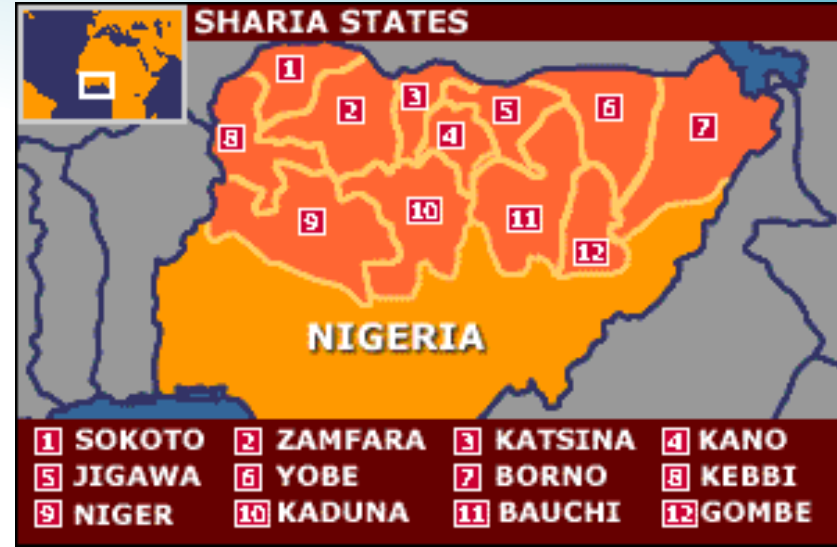 SHARIA STATES
1
2
3
4
5
6
7
8
9
10
11
12
NIGERIA
1 SOKOTO 2 ZAMFARA 3 KATSINA 4 KANO
5 JIGAWA 6 YOBE 7 BORNO 8 KEBBI
9 NIGER 10 KADUNA 11 BAUCHI 12 GOMBE